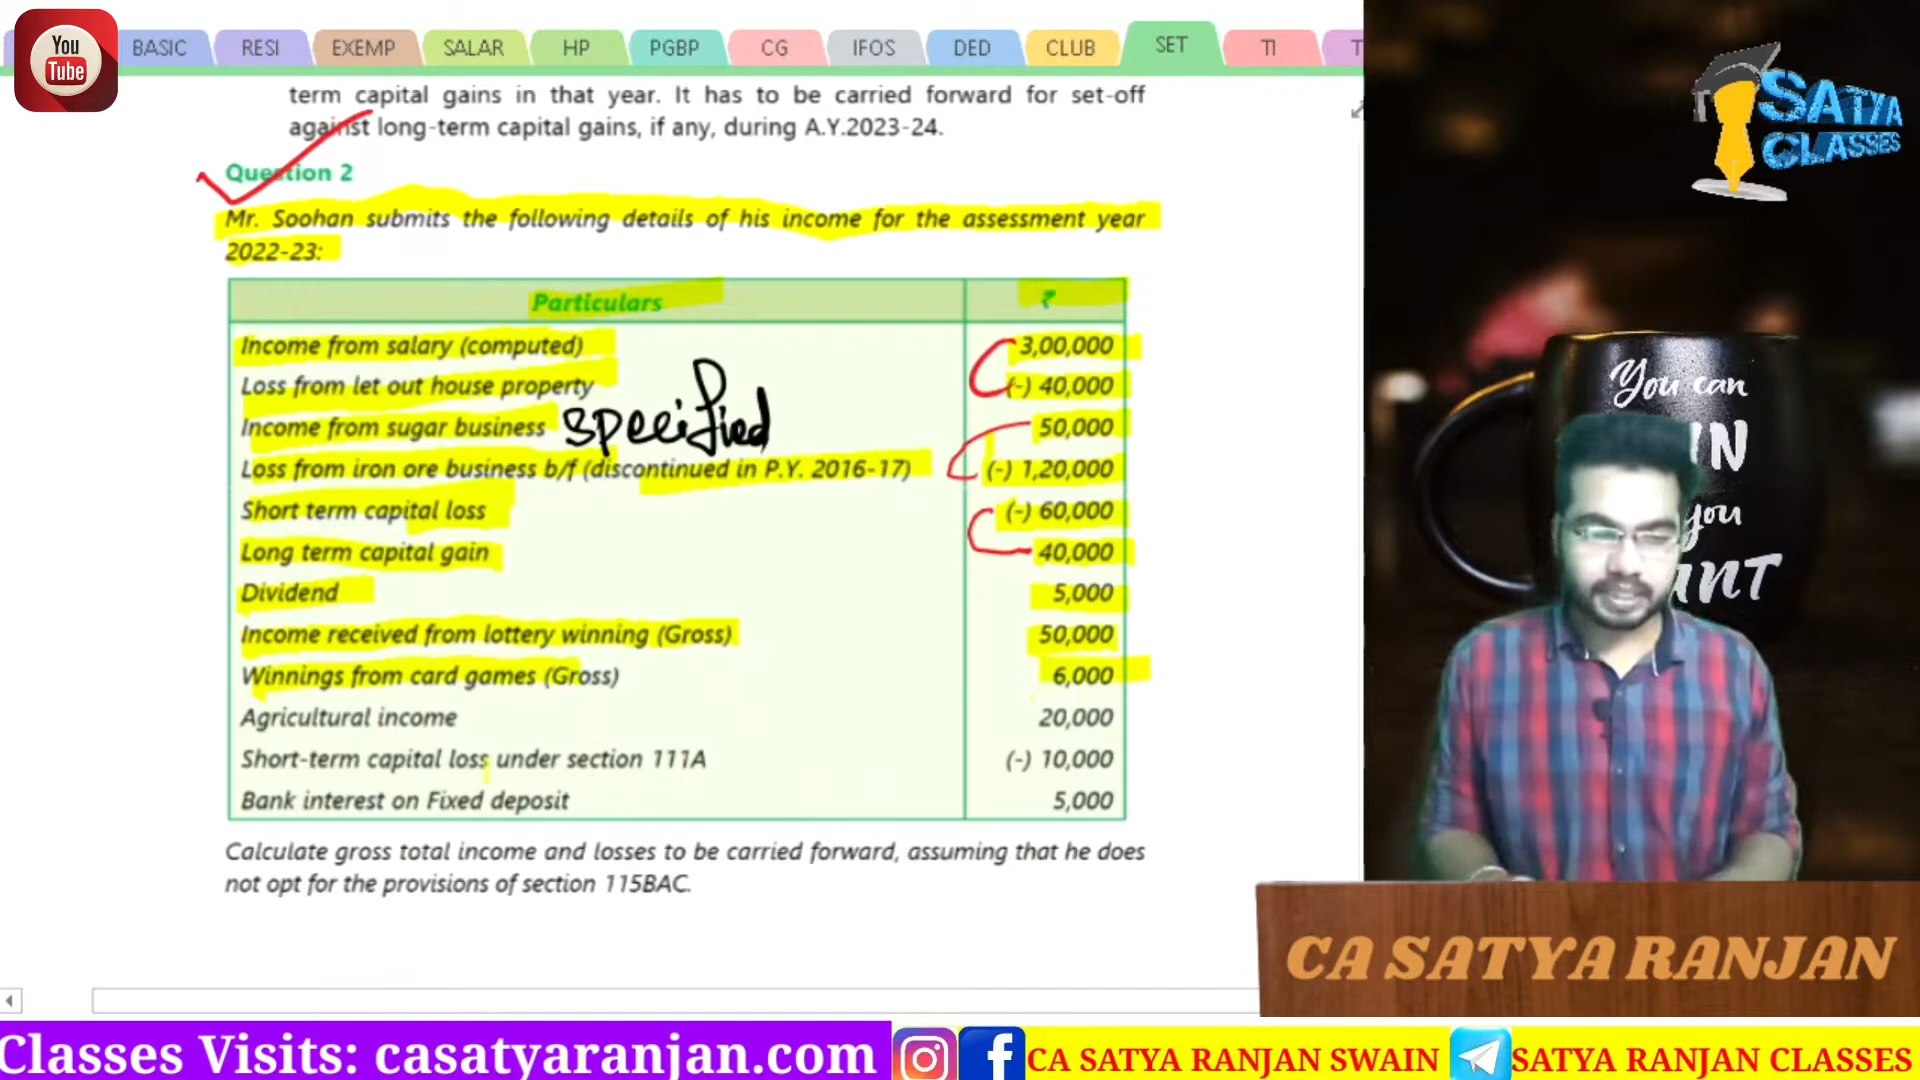 You
Tube
BASIC RESI EXEMP SALAR HP PGBP CG IFOS DED CLUB SET TI T
SATYA
CLASSES
term capital gains in that year. It has to be carried forward for set-off
against long-term capital gains, if any, during A.Y.2023-24.
Question 2
Mr. Soohan submits the following details of his income for the assessment year
2022-23:
Particulars ₹
Income from salary (computed) 3,00,000
Loss from let out house property (-) 40,000
Income from sugar business specified 50,000
Loss from iron ore business b/f (discontinued in P.Y. 2016-17) (-) 1,20,000
Short term capital loss (-) 60,000
Long term capital gain 40,000
Dividend 5,000
Income received from lottery winning (Gross) 50,000
Winnings from card games (Gross) 6,000
Agricultural income 20,000
Short-term capital loss under section 111A (-) 10,000
Bank interest on Fixed deposit 5,000
Calculate gross total income and losses to be carried forward, assuming that he does
not opt for the provisions of section 115BAC.
You can
you
CA SATYA RANJAN
Classes Visits: casatyaranjan.com f CA SATYA RANJAN SWAIN SATYA RANJAN CLASSES